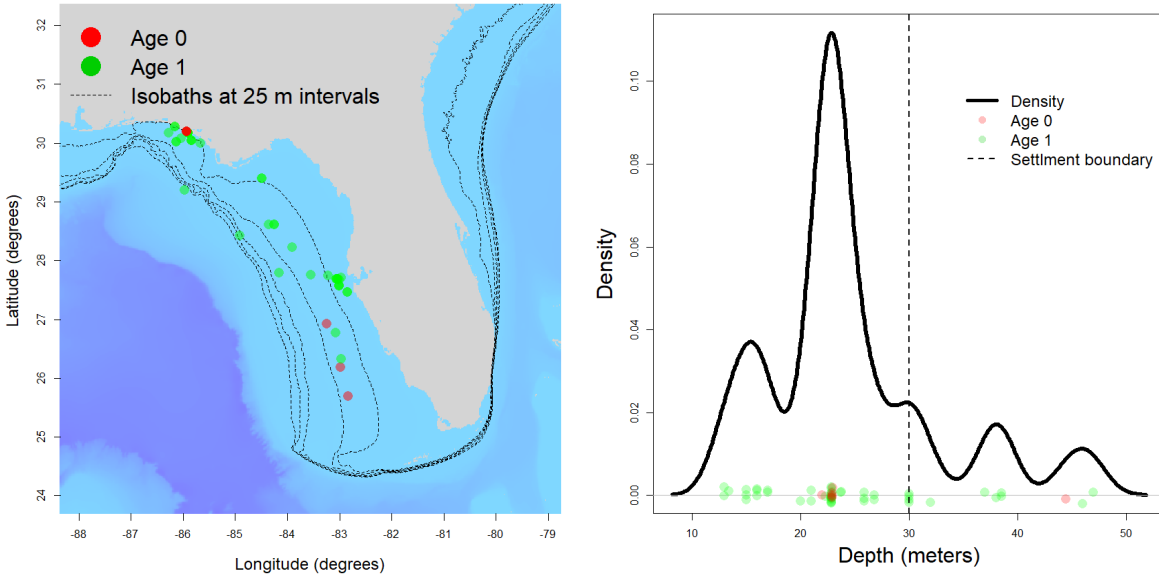 Age 0
Age 1
Isobaths at 25 m intervals
32
31
30
29
28
27
26
25
24
Latitude (degrees)
-88
-87
-86
-85
-84
-83
-82
-81
-80
-79
Longitude (degrees)
Density
Age 0
Age 1
Settlment boundary
0.10
0.08
0.06
0.04
0.02
0.00
Density
10
20
30
40
50
Depth (meters)